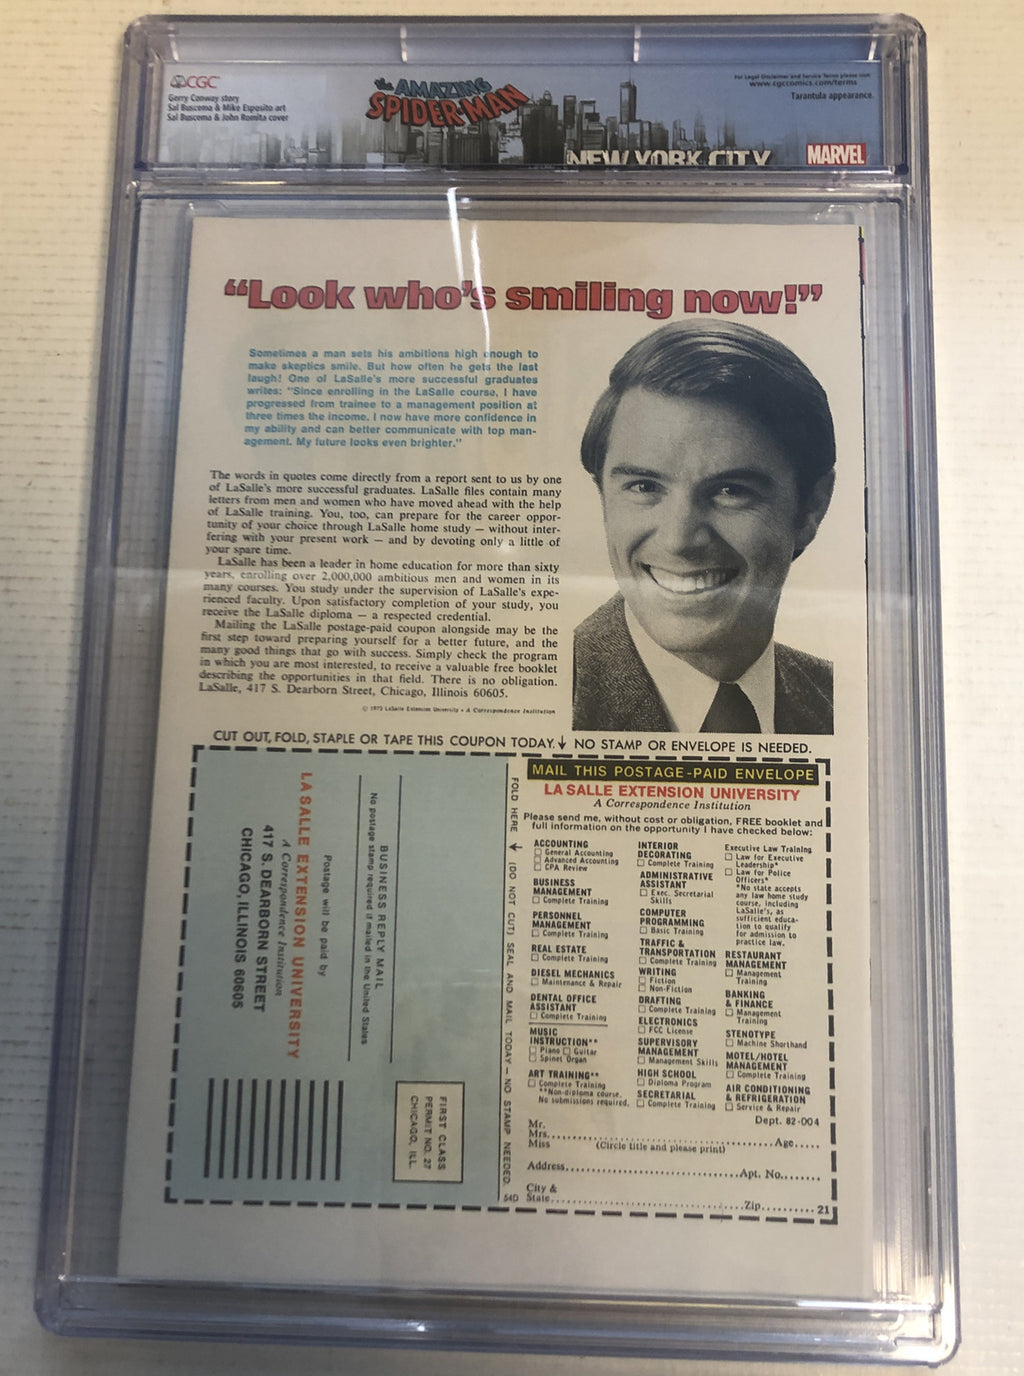 CGC
Gerry Conway story
Sal Buscema & Mike Esposito art
Sal Buscema & John Romita cover
the AMAZING
SPIDER-MAN
For Legal Disclaimer and Service Terms please visit
www.cgccomics.com/terms
Tarantula appearance.
NEW YORK CITY
MARVEL
“Look who’s smiling now!”
Sometimes a man sets his ambitions high enough to
make skeptics smile. But how often he gets the last
laugh! One of LaSalle's more successful graduates
writes: "Since enrolling in the LaSalle course, I have
progressed from trainee to a management position at
three times the income. I now have more confidence in
my ability and can better communicate with top man-
agement. My future looks even brighter."
The words in quotes come directly from a report sent to us by one
of LaSalle's more successful graduates. LaSalle files contain many
letters from men and women who have moved ahead with the help
of LaSalle training. You, too, can prepare for the career oppor-
tunity of your choice through LaSalle home study — without inter-
fering with your present work — and by devoting only a little of
your spare time.
LaSalle has been a leader in home education for more than sixty
years, enrolling over 2,000,000 ambitious men and women in its
many courses. You study under the supervision of LaSalle's expe-
rienced faculty. Upon satisfactory completion of your study, you
receive the LaSalle diploma — a respected credential.
Mailing the LaSalle postage-paid coupon alongside may be the
first step toward preparing yourself for a better future, and the
many good things that go with success. Simply check the program
in which you are most interested, to receive a valuable free booklet
describing the opportunities in that field. There is no obligation.
LaSalle, 417 S. Dearborn Street, Chicago, Illinois 60605.
© 1975 LaSalle Extension University • A Correspondence Institution
CUT OUT, FOLD, STAPLE OR TAPE THIS COUPON TODAY.↓ NO STAMP OR ENVELOPE IS NEEDED.
FIRST CLASS
PERMIT NO. 27
CHICAGO, ILL.
BUSINESS REPLY MAIL
No postage stamp required if mailed in the United States
Postage will be paid by
LA SALLE EXTENSION UNIVERSITY
A Correspondence Institution
417 S. DEARBORN STREET
CHICAGO, ILLINOIS 60605
FOLD HERE → (DO NOT CUT) SEAL AND MAIL TODAY — NO STAMP NEEDED.
54D
MAIL THIS POSTAGE-PAID ENVELOPE
LA SALLE EXTENSION UNIVERSITY
A Correspondence Institution
Please send me, without cost or obligation, FREE booklet and
full information on the opportunity I have checked below:
ACCOUNTING
☐ General Accounting
☐ Advanced Accounting
☐ CPA Review
BUSINESS
MANAGEMENT
☐ Complete Training
PERSONNEL
MANAGEMENT
☐ Complete Training
REAL ESTATE
☐ Complete Training
DIESEL MECHANICS
☐ Maintenance & Repair
DENTAL OFFICE
ASSISTANT
☐ Complete Training
MUSIC
INSTRUCTION**
☐ Piano ☐ Guitar
☐ Spinet Organ
ART TRAINING**
☐ Complete Training
**Non-diploma course.
No submissions required.
INTERIOR
DECORATING
☐ Complete Training
ADMINISTRATIVE
ASSISTANT
☐ Exec. Secretarial
Skills
COMPUTER
PROGRAMMING
☐ Basic Training
TRAFFIC &
TRANSPORTATION
☐ Complete Training
WRITING
☐ Fiction
☐ Non-Fiction
DRAFTING
☐ Complete Training
ELECTRONICS
☐ FCC License
SUPERVISORY
MANAGEMENT
☐ Management Skills
HIGH SCHOOL
☐ Diploma Program
SECRETARIAL
☐ Complete Training
Executive Law Training
☐ Law for Executive
Leadership*
☐ Law for Police
Officers*
*No state accepts
any law home study
course, including
LaSalle's, as
sufficient educa-
tion to qualify
for admission to
practice law.
RESTAURANT
MANAGEMENT
☐ Management
Training
BANKING
& FINANCE
☐ Management
Training
STENOTYPE
☐ Machine Shorthand
MOTEL/HOTEL
MANAGEMENT
☐ Complete Training
AIR CONDITIONING
& REFRIGERATION
☐ Service & Repair
Dept. 82-004
Mr.
Mrs.
Miss (Circle title and please print) Age
Address Apt. No.
City &
State Zip 21